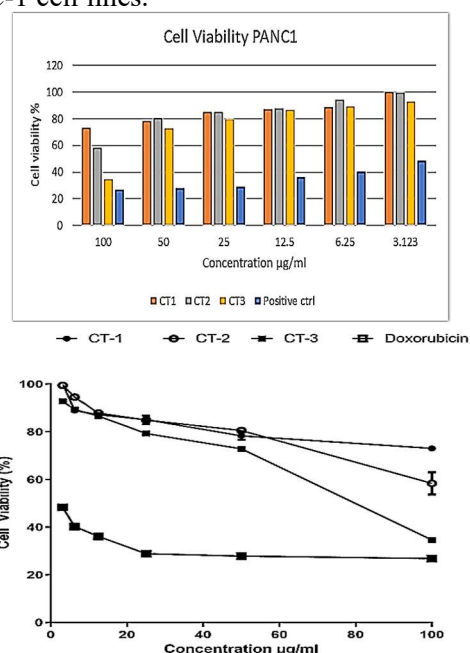 Cell Viability PANC1
120
100
80
60
40
20
0
Cell viability %
100 50 25 12.5 6.25 3.123
Concentration µg/ml
CT1 CT2 CT3 Positive ctrl
CT-1 CT-2 CT-3 Doxorubicin
100
80
60
40
20
0
Cell Viability (%)
0 20 40 60 80 100
Concentration µg/ml